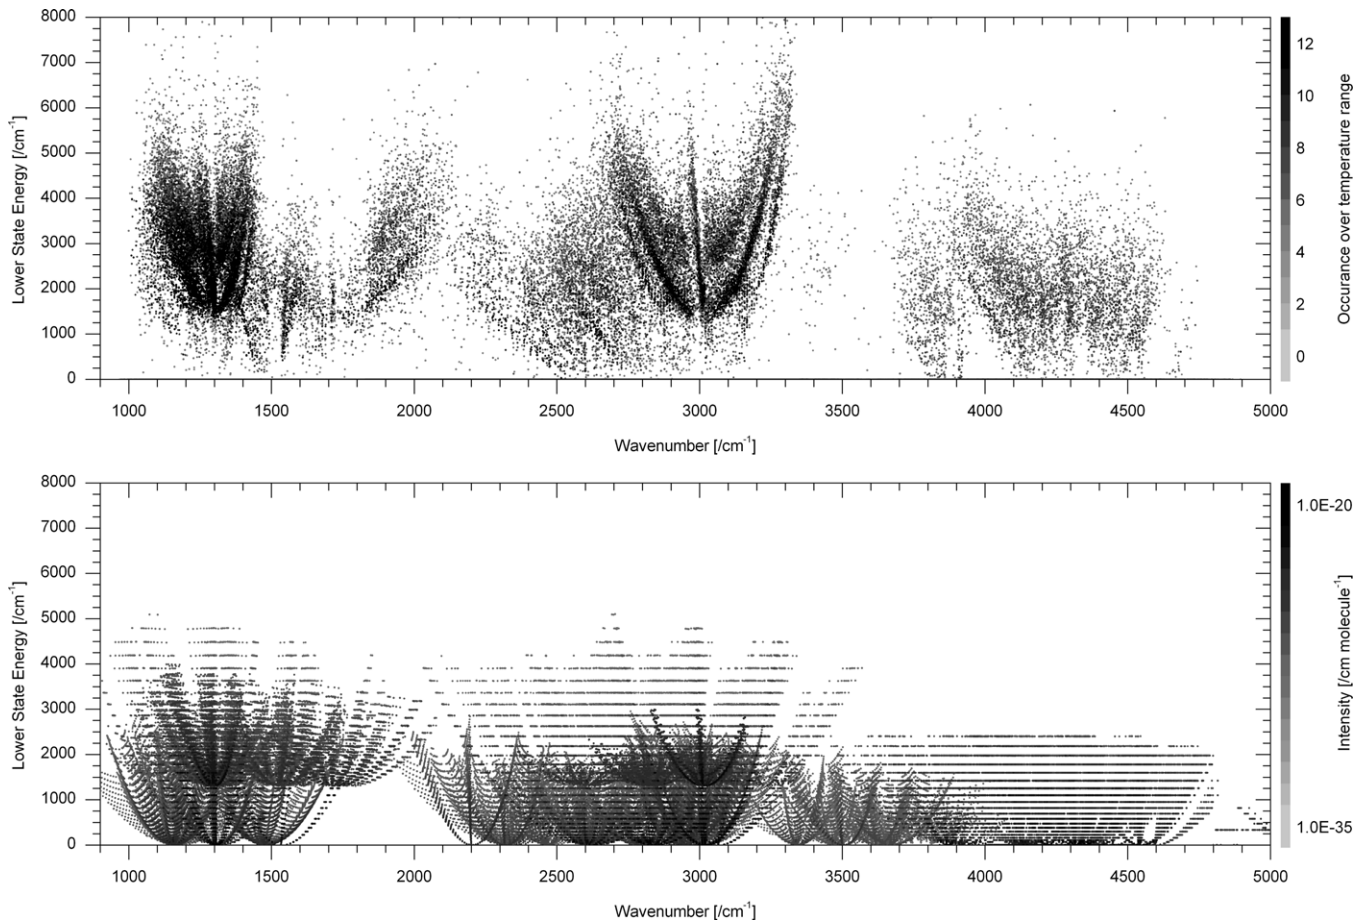 8000
7000
6000
5000
4000
3000
2000
1000
0
Lower State Energy [/cm-1]
1000 1500 2000 2500 3000 3500 4000 4500 5000
Wavenumber [/cm-1]
12
10
8
6
4
2
0
Occurance over temperature range
8000
7000
6000
5000
4000
3000
2000
1000
0
Lower State Energy [/cm-1]
1000 1500 2000 2500 3000 3500 4000 4500 5000
Wavenumber [/cm-1]
1.0E-20
1.0E-35
Intensity [/cm molecule-1]